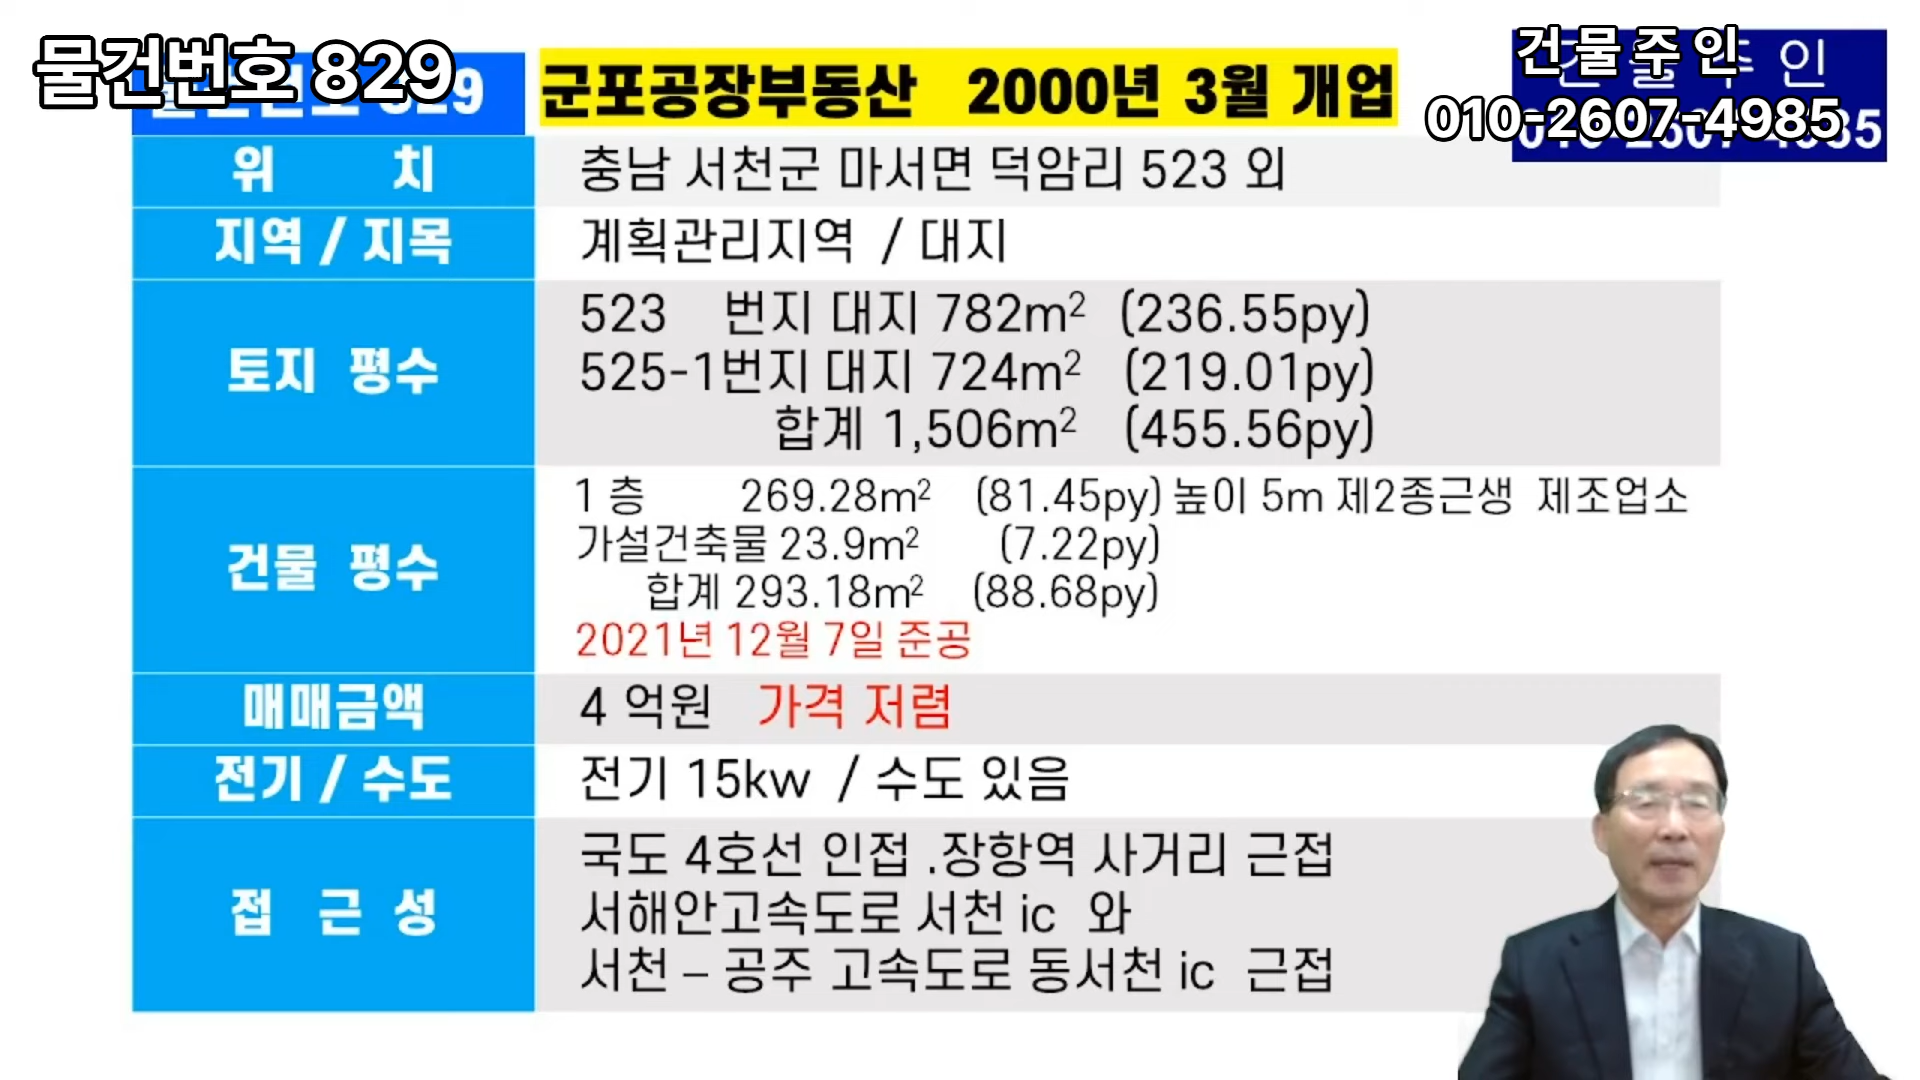 물건번호 829
군포공장부동산 2000년 3월 개업
건물주인
010-2607-4985
위 치
충남 서천군 마서면 덕암리 523 외
지역 / 지목
계획관리지역 / 대지
토지 평수
523 번지 대지 782m² (236.55py)
525-1번지 대지 724m² (219.01py)
합계 1,506m² (455.56py)
건물 평수
1 층 269.28m² (81.45py) 높이 5m 제2종근생 제조업소
가설건축물 23.9m² (7.22py)
합계 293.18m² (88.68py)
2021년 12월 7일 준공
매매금액
4 억원 가격 저렴
전기 / 수도
전기 15kw / 수도 있음
접 근 성
국도 4호선 인접 .장항역 사거리 근접
서해안고속도로 서천 ic 와
서천 – 공주 고속도로 동서천 ic 근접